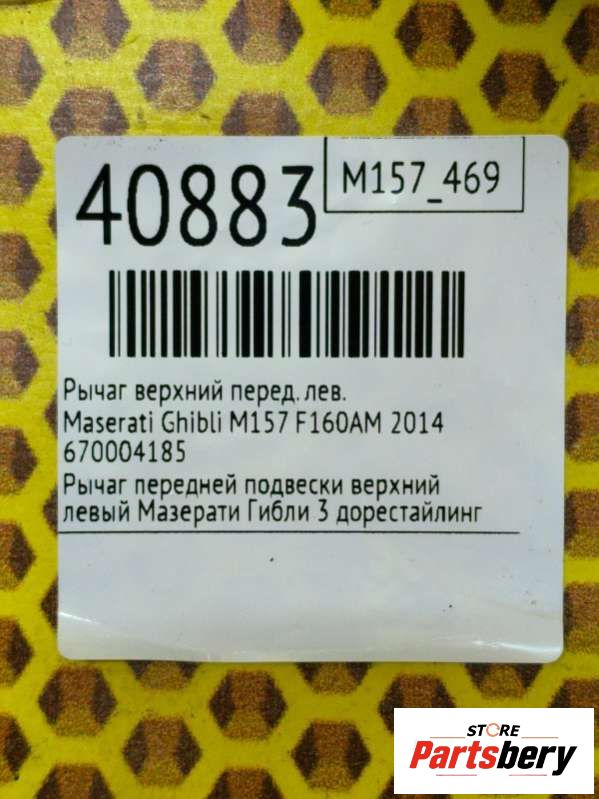 40883
M157_469
Рычаг верхний перед. лев.
Maserati Ghibli M157 F160AM 2014
670004185
Рычаг передней подвески верхний
левый Мазерати Гибли 3 дорестайлинг
STORE
Partsbery